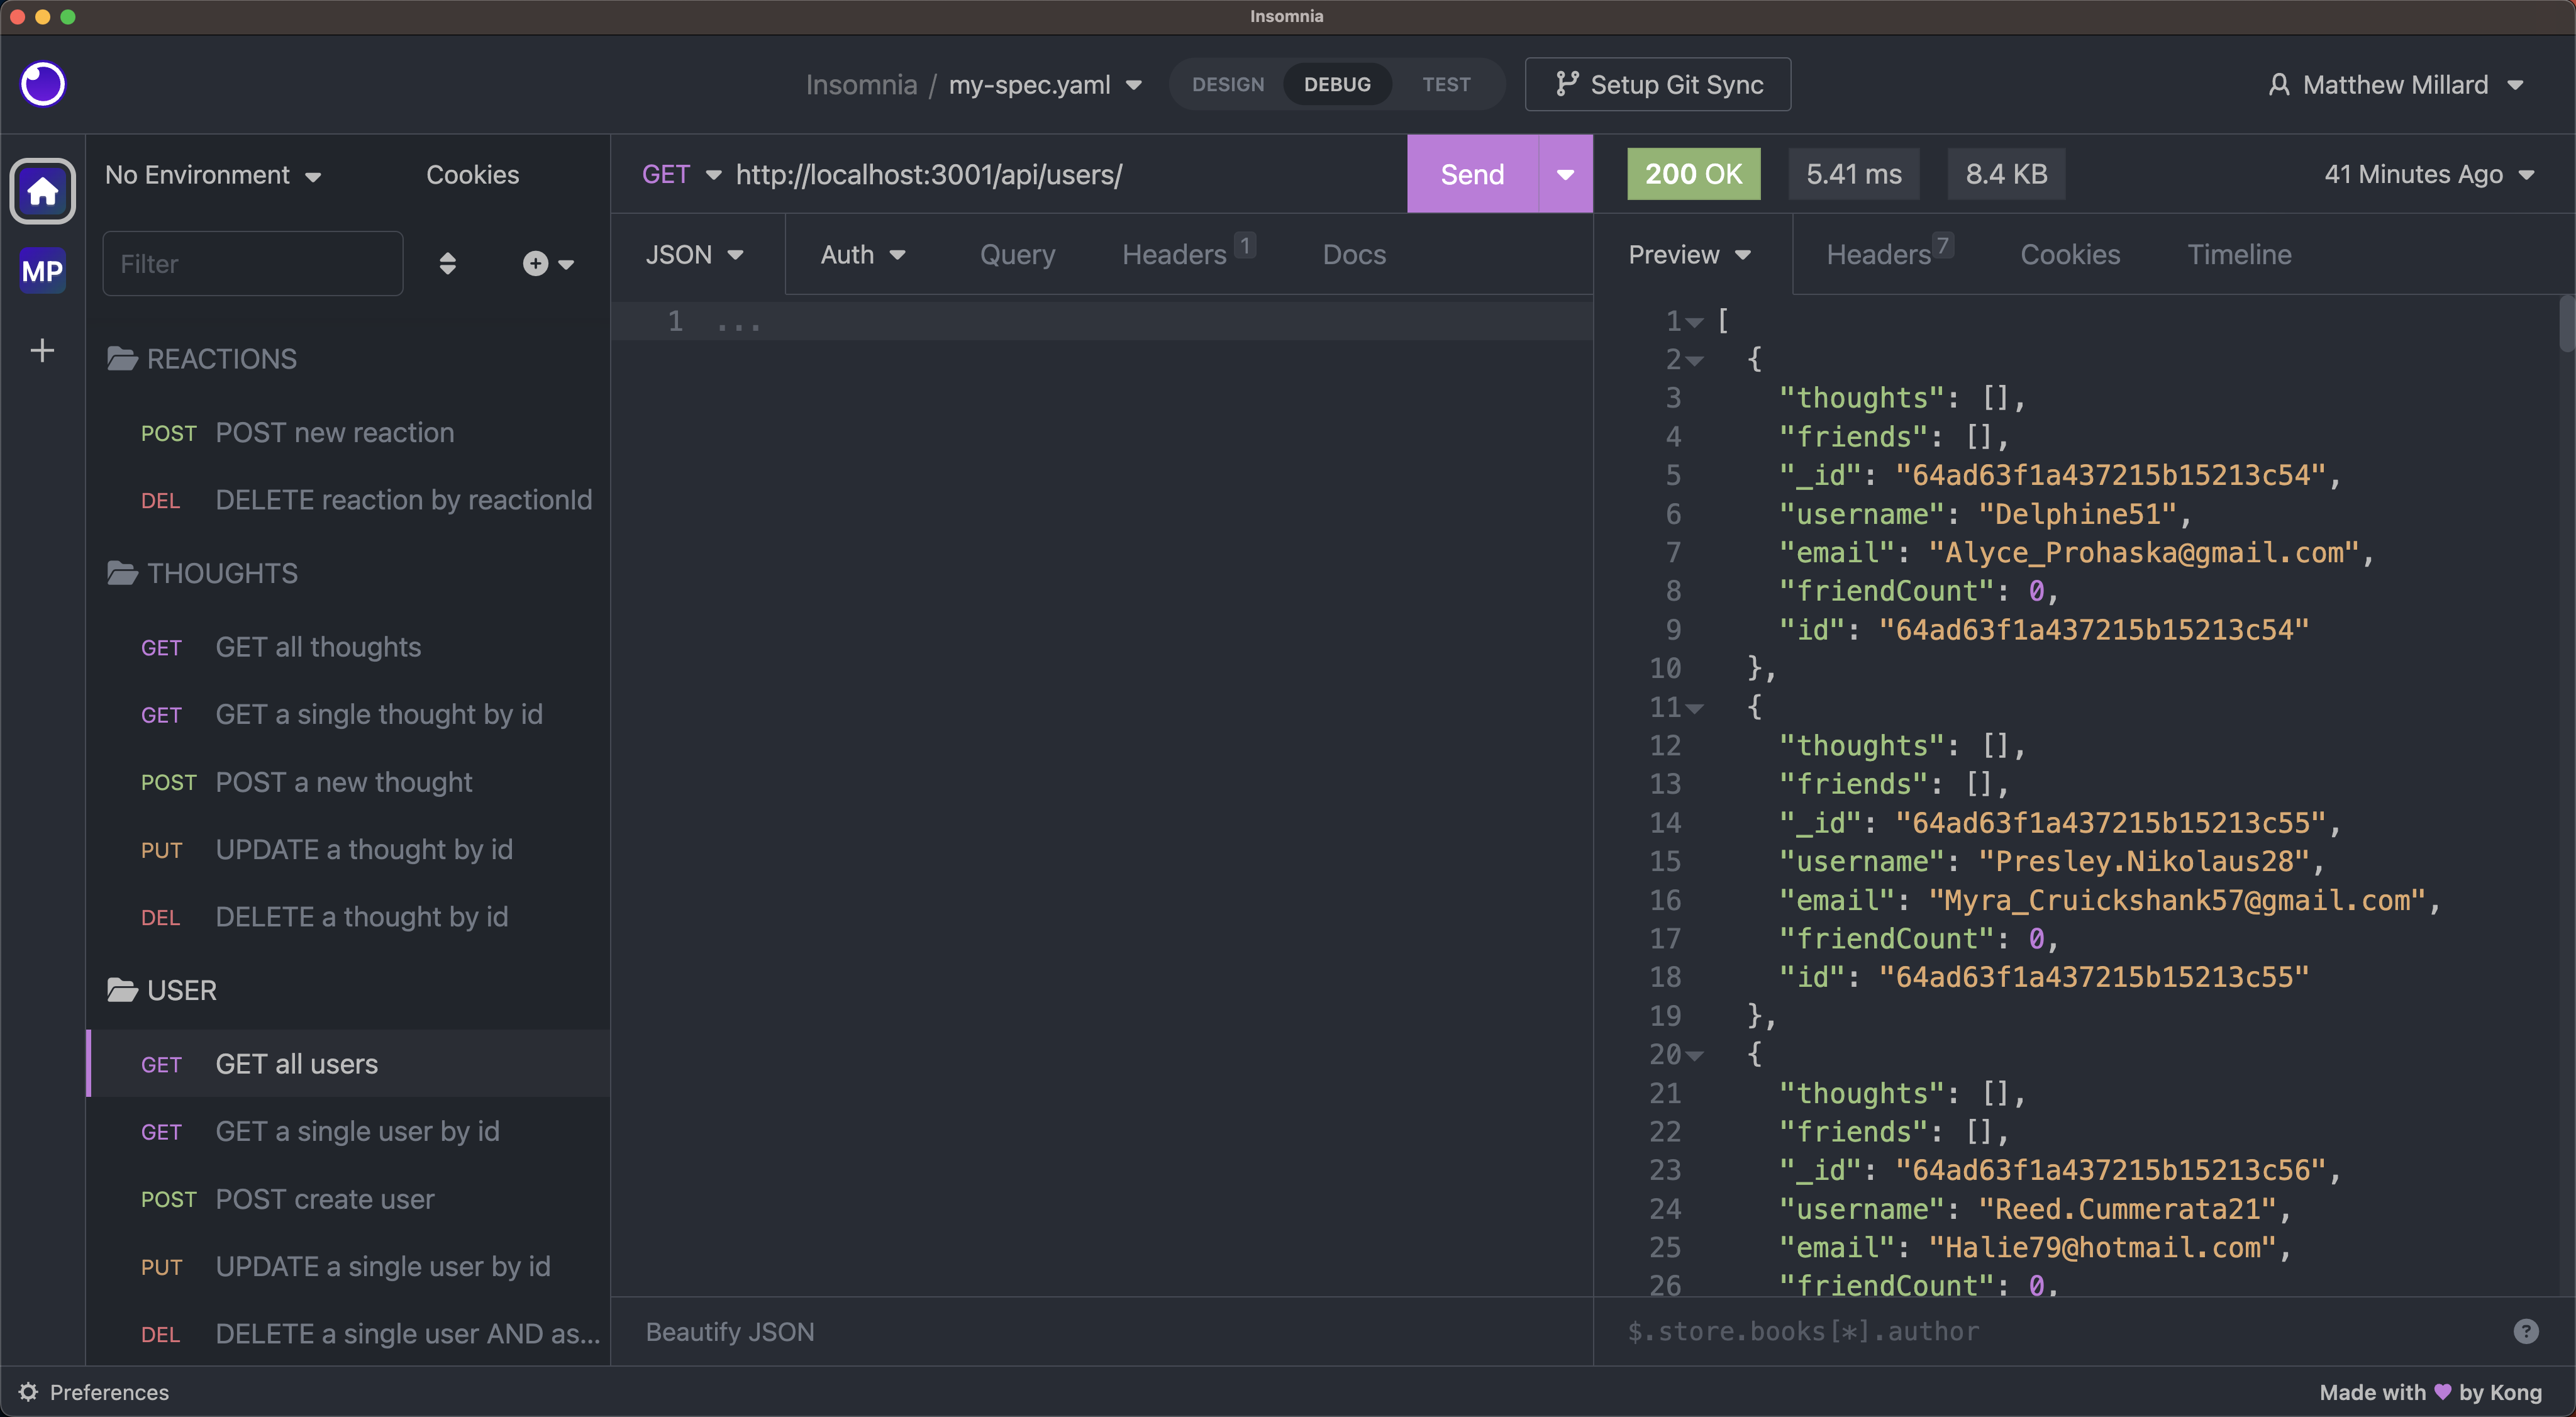 Insomnia
Insomnia / my-spec.yaml
DESIGN DEBUG TEST
Setup Git Sync
Matthew Millard
MP
No Environment Cookies
Filter
REACTIONS
POST POST new reaction
DEL DELETE reaction by reactionId
THOUGHTS
GET GET all thoughts
GET GET a single thought by id
POST POST a new thought
PUT UPDATE a thought by id
DEL DELETE a thought by id
USER
GET GET all users
GET GET a single user by id
POST POST create user
PUT UPDATE a single user by id
DEL DELETE a single user AND as...
Preferences
GET http://localhost:3001/api/users/ Send
JSON Auth Query Headers 1 Docs
1 ...
Beautify JSON
200 OK 5.41 ms 8.4 KB 41 Minutes Ago
Preview Headers 7 Cookies Timeline
1 [
2 {
3 "thoughts": [],
4 "friends": [],
5 "_id": "64ad63f1a437215b15213c54",
6 "username": "Delphine51",
7 "email": "Alyce_Prohaska@gmail.com",
8 "friendCount": 0,
9 "id": "64ad63f1a437215b15213c54"
10 },
11 {
12 "thoughts": [],
13 "friends": [],
14 "_id": "64ad63f1a437215b15213c55",
15 "username": "Presley.Nikolaus28",
16 "email": "Myra_Cruickshank57@gmail.com",
17 "friendCount": 0,
18 "id": "64ad63f1a437215b15213c55"
19 },
20 {
21 "thoughts": [],
22 "friends": [],
23 "_id": "64ad63f1a437215b15213c56",
24 "username": "Reed.Cummerata21",
25 "email": "Halie79@hotmail.com",
26 "friendCount": 0,
$.store.books[*].author
Made with 💜 by Kong